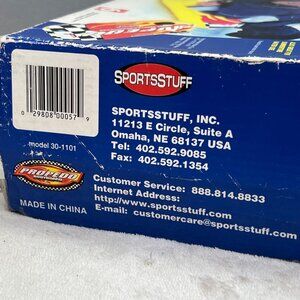 0 29808 00057 9
SPORTSSTUFF
SPORTSSTUFF, INC.
11213 E Circle, Suite A
Omaha, NE 68137 USA
Tel: 402.592.9085
Fax: 402.592.1354
model 30-1101
PROPEDO
Customer Service: 888.814.8833
Internet Address:
http://www.sportsstuff.com
E-mail: customercare@sportsstuff.com
MADE IN CHINA